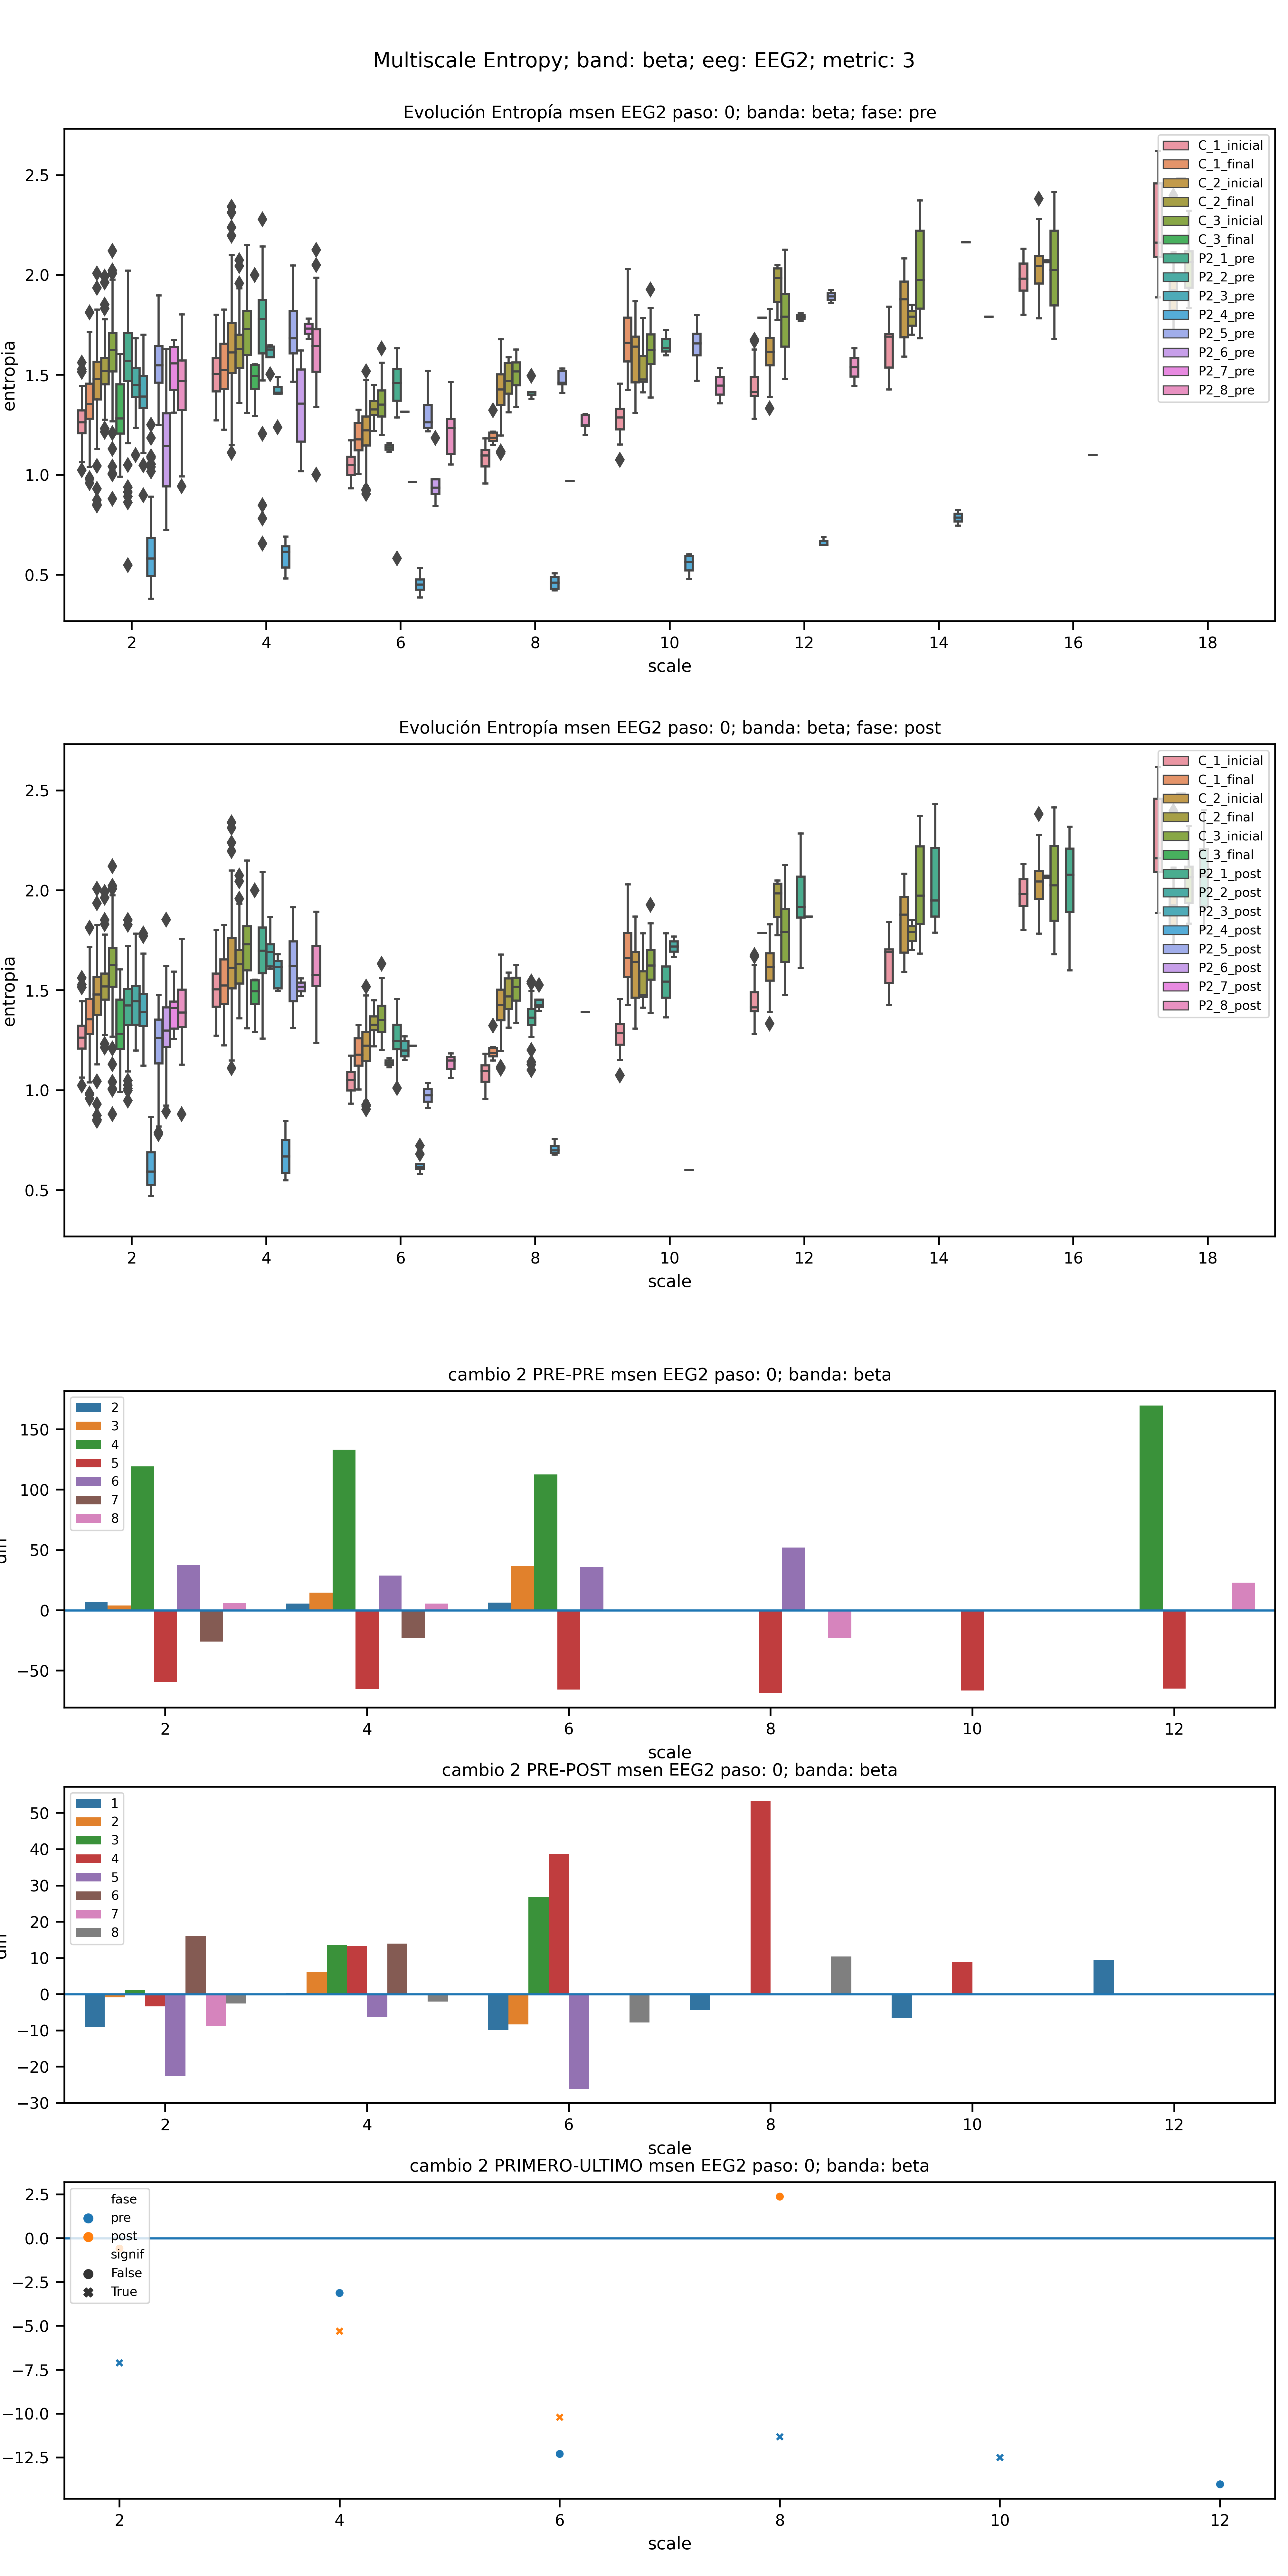 Multiscale Entropy; band: beta; eeg: EEG2; metric: 3
Evolución Entropía msen EEG2 paso: 0; banda: beta; fase: pre
entropia
2.5
2.0
1.5
1.0
0.5
C_1_inicial
C_1_final
C_2_inicial
C_2_final
C_3_inicial
C_3_final
P2_1_pre
P2_2_pre
P2_3_pre
P2_4_pre
P2_5_pre
P2_6_pre
P2_7_pre
P2_8_pre
2 4 6 8 10 12 14 16 18
scale
Evolución Entropía msen EEG2 paso: 0; banda: beta; fase: post
entropia
2.5
2.0
1.5
1.0
0.5
C_1_inicial
C_1_final
C_2_inicial
C_2_final
C_3_inicial
C_3_final
P2_1_post
P2_2_post
P2_3_post
P2_4_post
P2_5_post
P2_6_post
P2_7_post
P2_8_post
2 4 6 8 10 12 14 16 18
scale
cambio 2 PRE-PRE msen EEG2 paso: 0; banda: beta
150
100
50
0
−50
2
3
4
5
6
7
8
2 4 6 8 10 12
scale
cambio 2 PRE-POST msen EEG2 paso: 0; banda: beta
50
40
30
20
10
0
−10
−20
−30
1
2
3
4
5
6
7
8
2 4 6 8 10 12
scale
cambio 2 PRIMERO-ULTIMO msen EEG2 paso: 0; banda: beta
2.5
0.0
−2.5
−5.0
−7.5
−10.0
−12.5
fase
pre
post
signif
False
True
2 4 6 8 10 12
scale